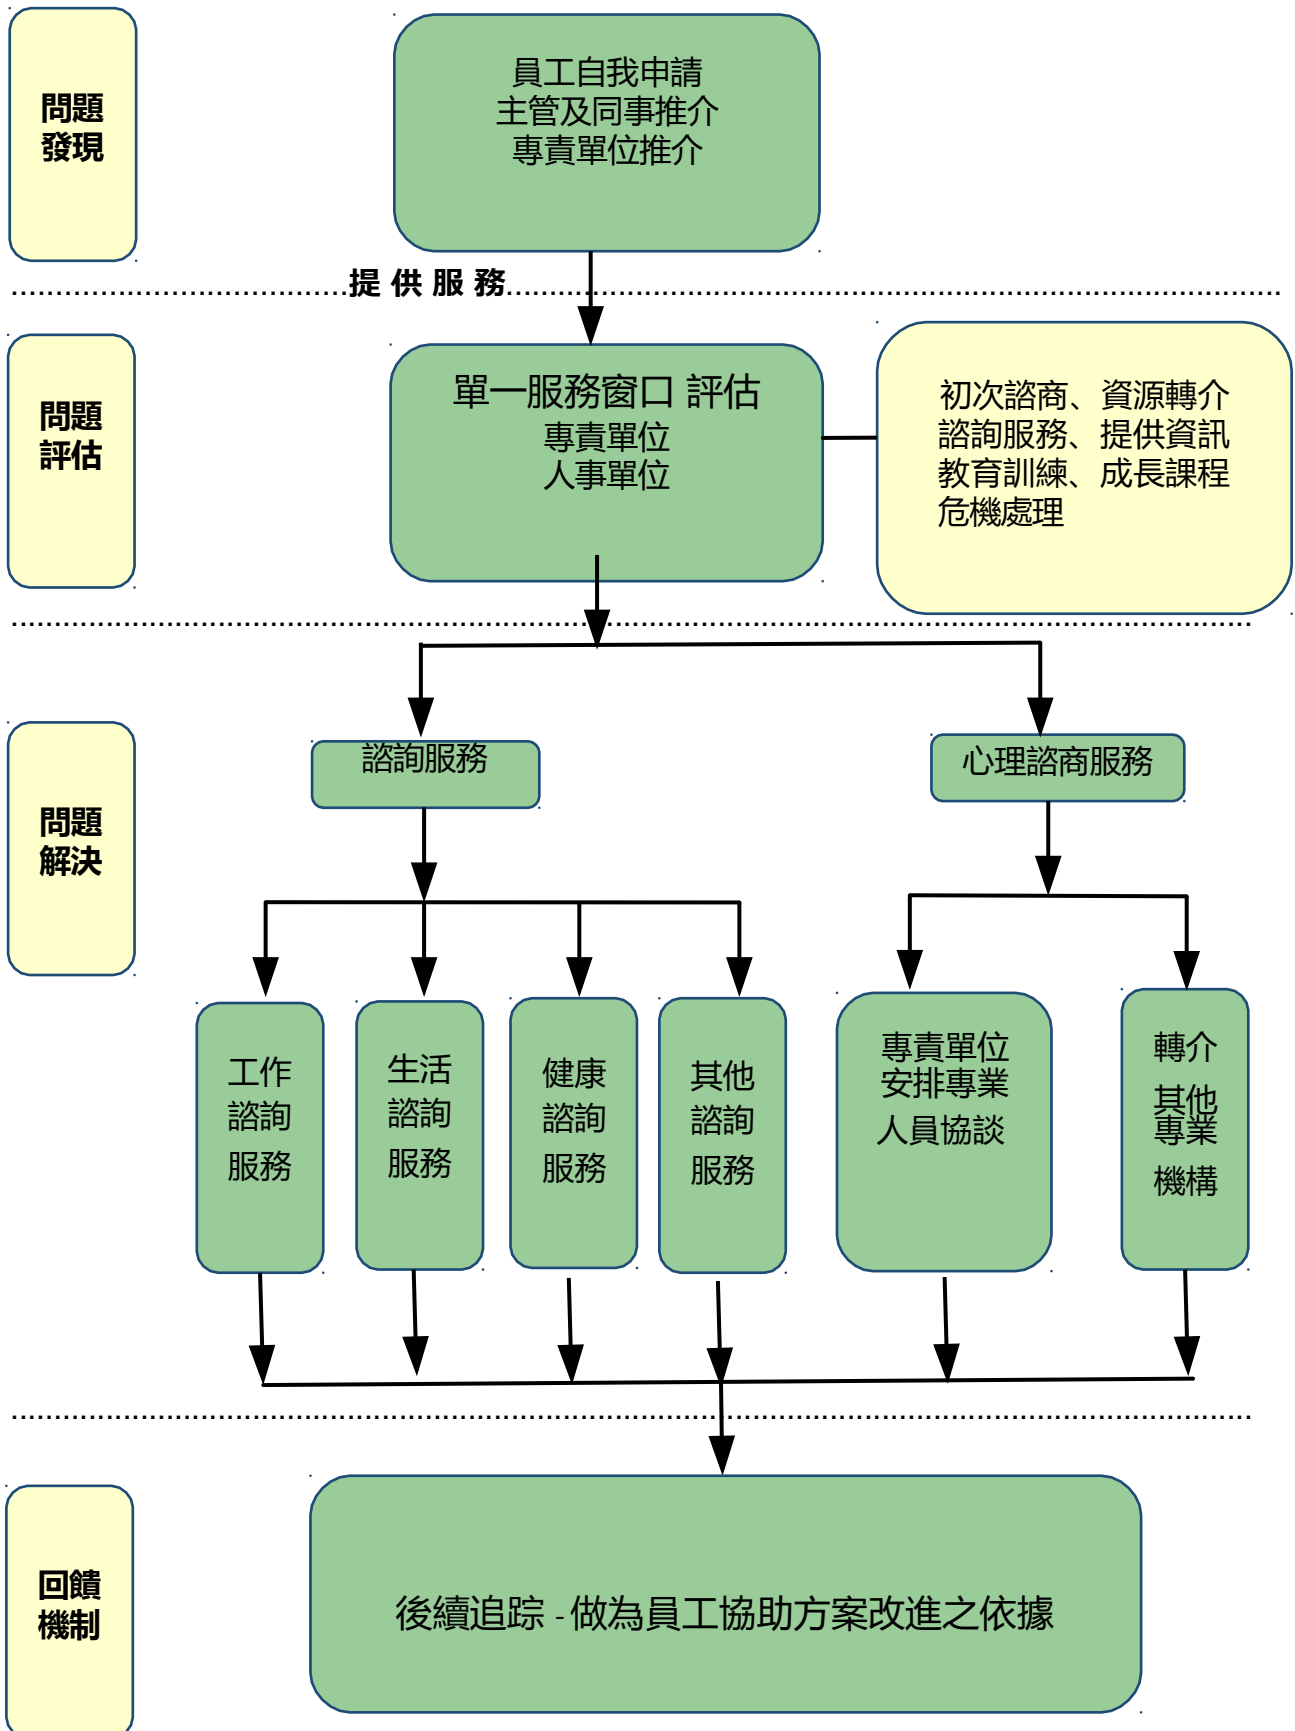 問題
發現
員工自我申請
主管及同事推介
專責單位推介
提供服務
問題
評估
單一服務窗口 評估
專責單位
人事單位
初次諮商、資源轉介
諮詢服務、提供資訊
教育訓練、成長課程
危機處理
問題
解決
諮詢服務
心理諮商服務
工作
諮詢
服務
生活
諮詢
服務
健康
諮詢
服務
其他
諮詢
服務
專責單位
安排專業
人員協談
轉介
其他
專業
機構
回饋
機制
後續追踪 - 做為員工協助方案改進之依據